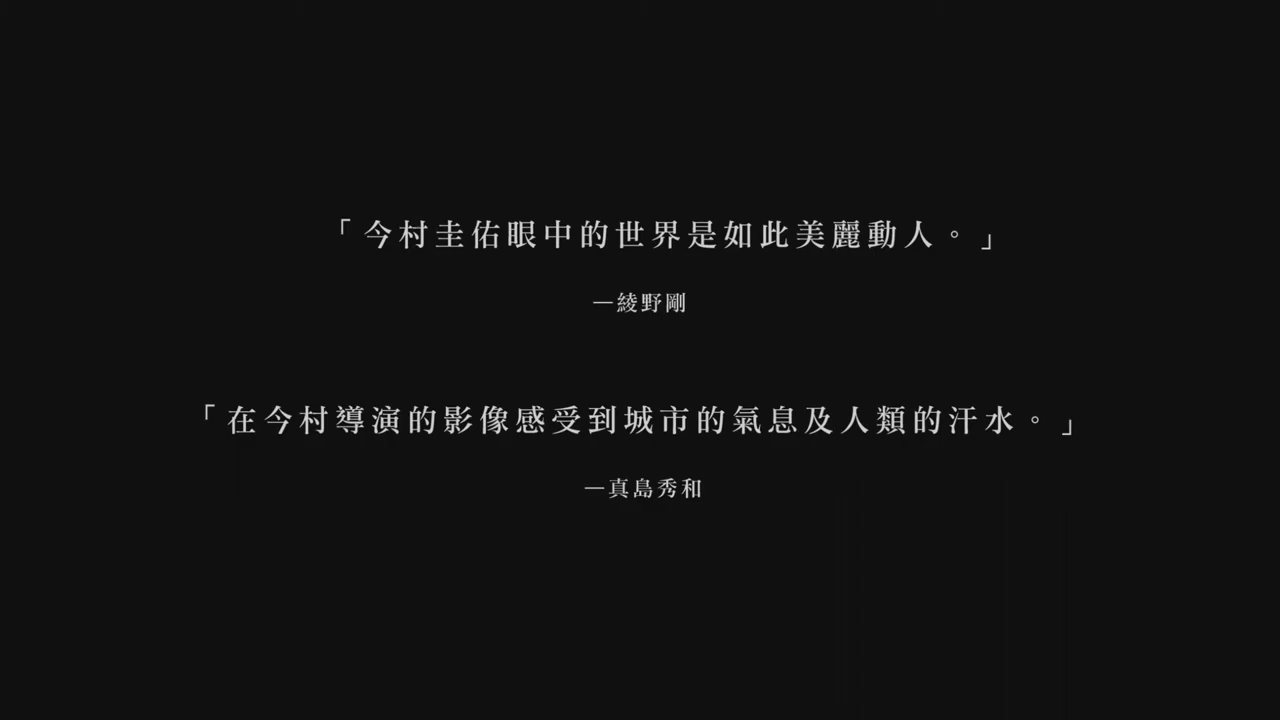 「今村圭佑眼中的世界是如此美麗動人。」
—綾野剛
「在今村導演的影像感受到城市的氣息及人類的汗水。」
—真島秀和